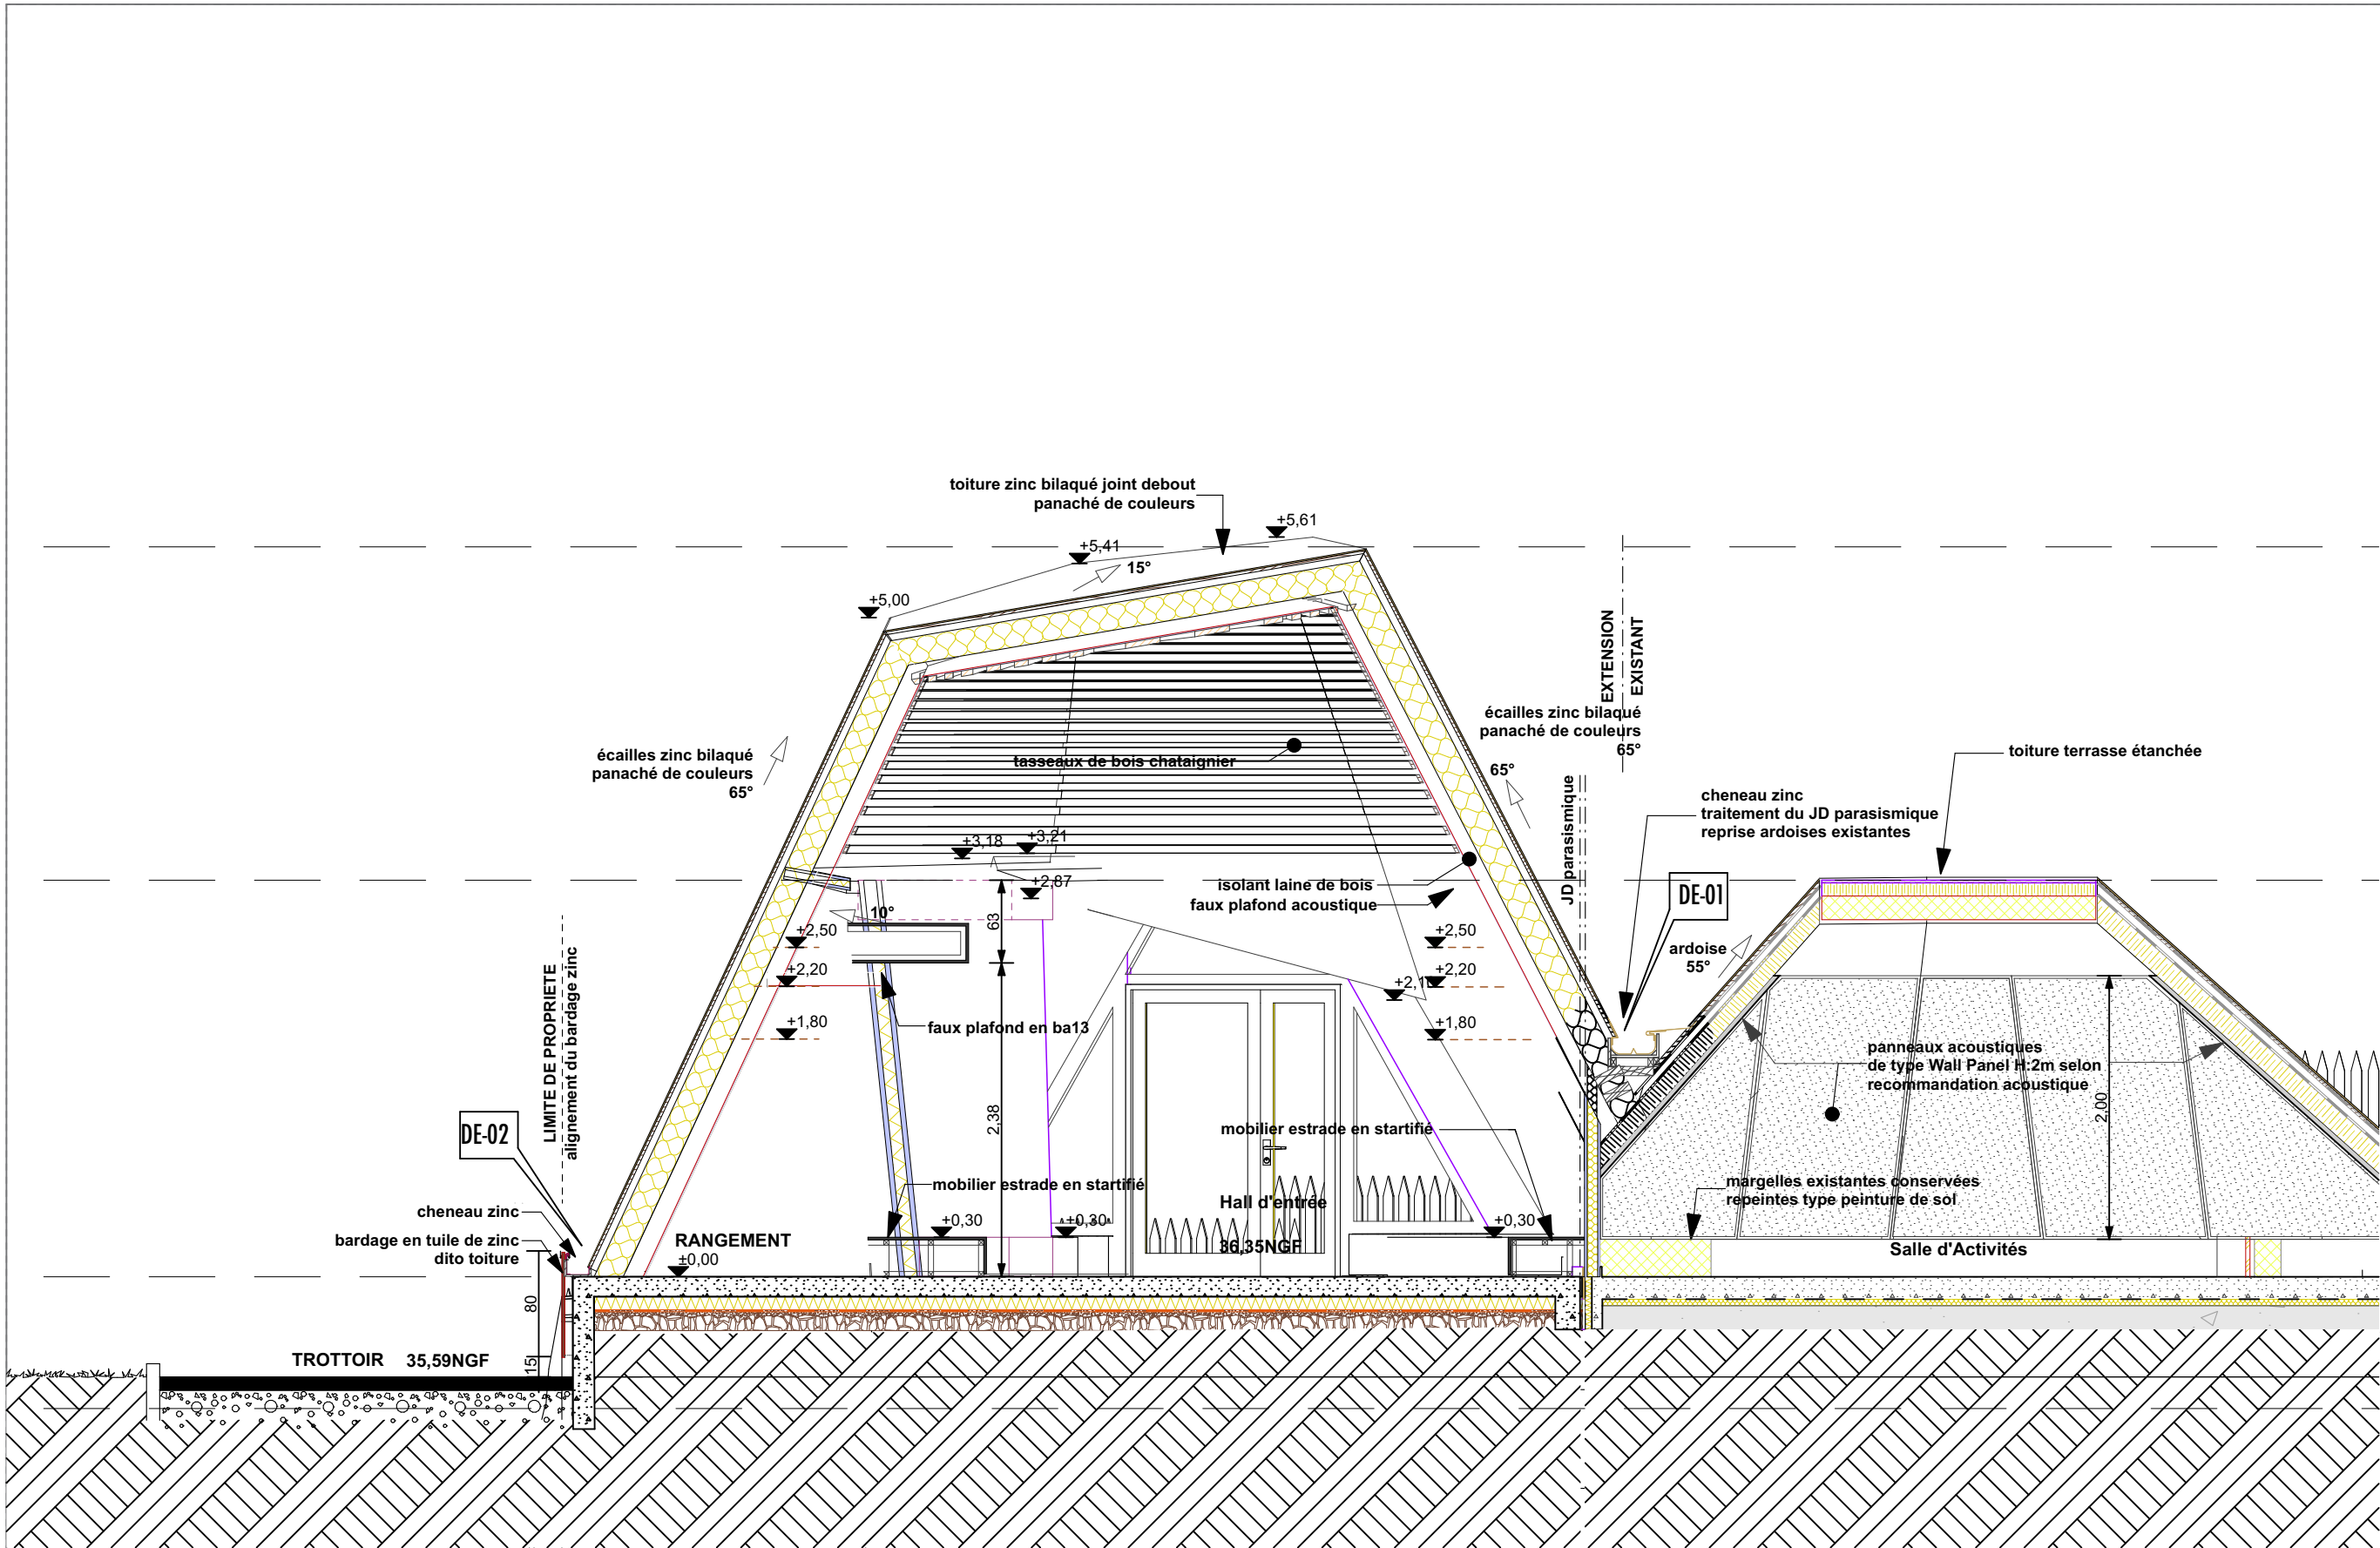 toiture zinc bilaqué joint debout
panaché de couleurs
+5,61
+5,41
15°
+5,00
EXTENSION
EXISTANT
écailles zinc bilaqué
panaché de couleurs
65°
écailles zinc bilaqué
panaché de couleurs
65°
65°
tasseaux de bois chataignier
toiture terrasse étanchée
JD parasismique
cheneau zinc
traitement du JD parasismique
reprise ardoises existantes
+3,18
+3,21
+2,87
isolant laine de bois
faux plafond acoustique
DE-01
10°
63
+2,50
+2,20
+1,80
+2,50
+2,20
+1,80
ardoise
55°
LIMITE DE PROPRIETE
alignement du bardage zinc
faux plafond en ba13
2,38
panneaux acoustiques
de type Wall Panel H:2m selon
recommandation acoustique
2,00
DE-02
mobilier estrade en startifié
mobilier estrade en startifié
margelles existantes conservées
repeintes type peinture de sol
cheneau zinc
bardage en tuile de zinc
dito toiture
RANGEMENT
±0,00
+0,30
+0,30
+0,30
Hall d'entrée
36,35NGF
Salle d'Activités
80
15
TROTTOIR 35,59NGF